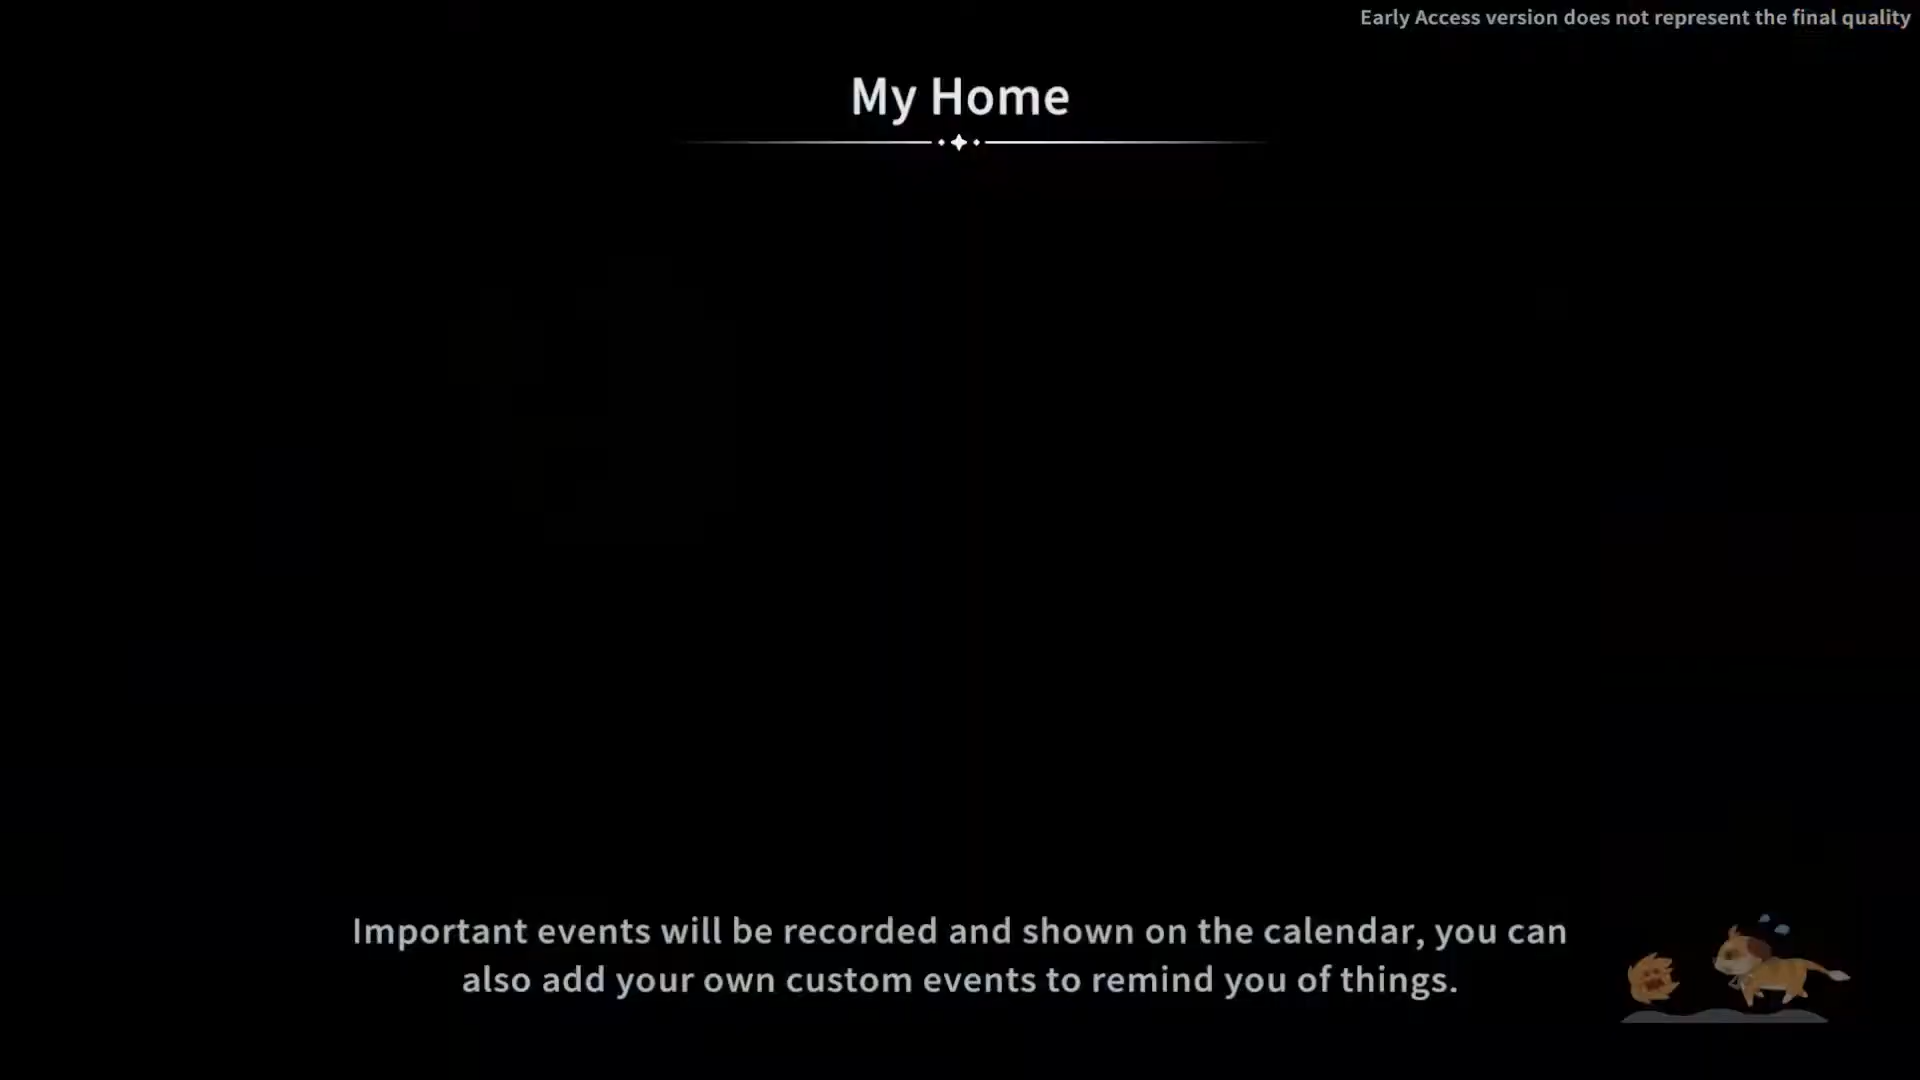 Early Access version does not represent the final quality
My Home
Important events will be recorded and shown on the calendar, you can
also add your own custom events to remind you of things.